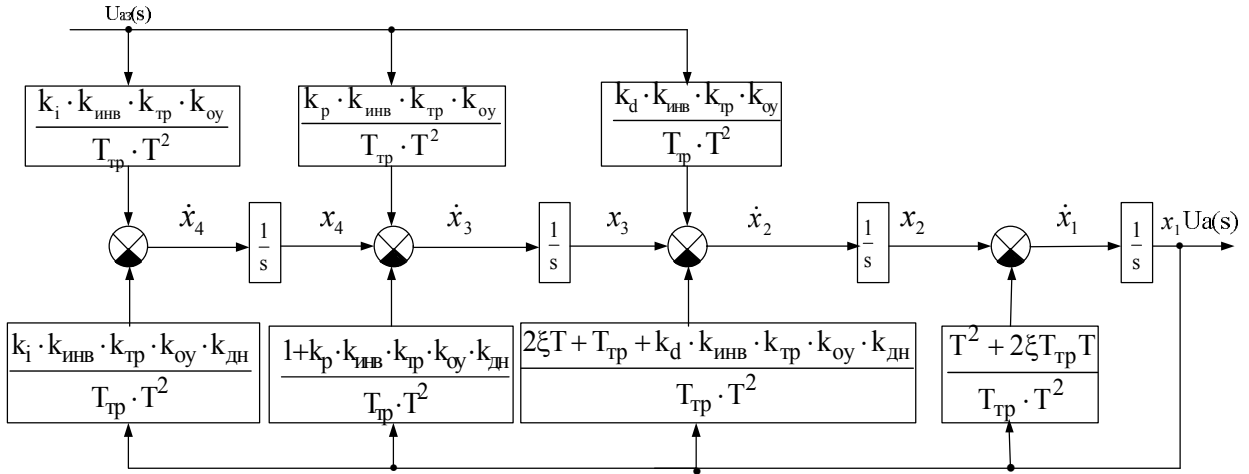 Uаз(s)
k_i · k_инв · k_тр · k_оу
T_тр · T^2
k_p · k_инв · k_тр · k_оу
T_тр · T^2
k_d · k_инв · k_тр · k_оу
T_тр · T^2
ẋ_4
1
s
x_4
ẋ_3
1
s
x_3
ẋ_2
1
s
x_2
ẋ_1
1
s
x_1 Ua(s)
k_i · k_инв · k_тр · k_оу · k_дн
T_тр · T^2
1+k_p · k_инв · k_тр · k_оу · k_дн
T_тр · T^2
2ξT + T_тр + k_d · k_инв · k_тр · k_оу · k_дн
T_тр · T^2
T^2 + 2ξT_трT
T_тр · T^2